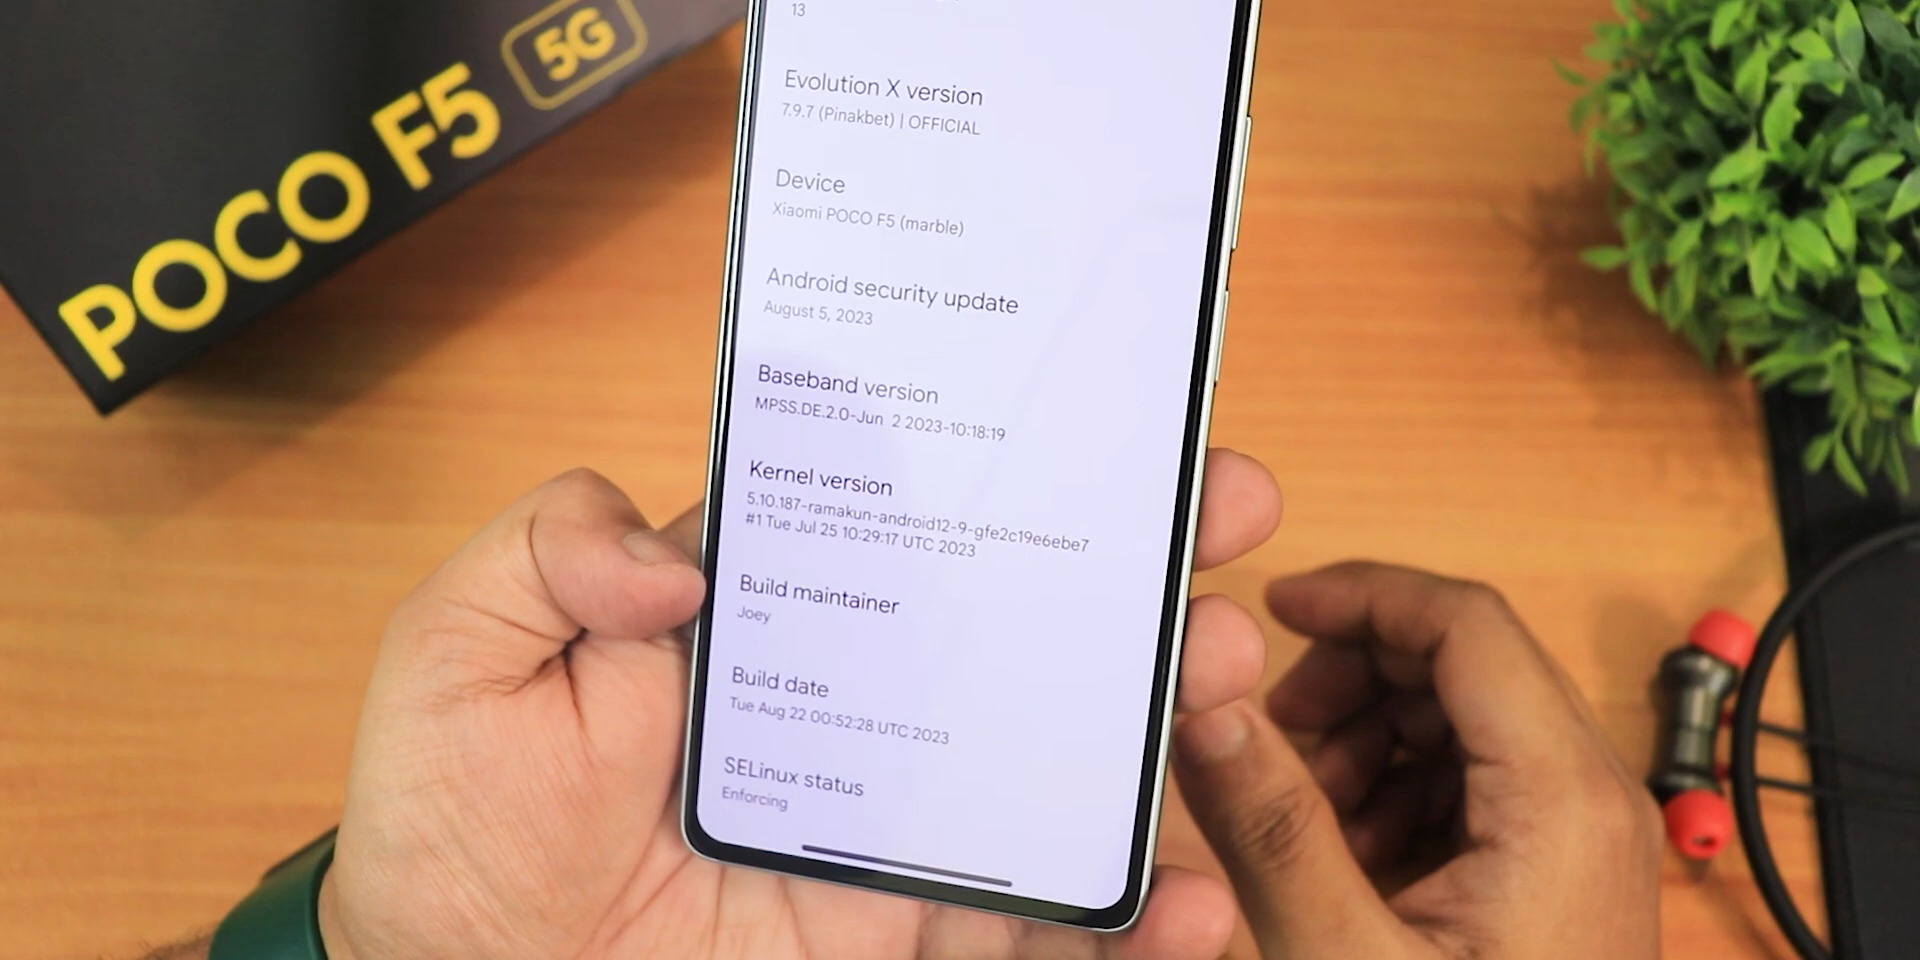 POCO F5 5G
13
Evolution X version
7.9.7 (Pinakbet) | OFFICIAL
Device
Xiaomi POCO F5 (marble)
Android security update
August 5, 2023
Baseband version
MPSS.DE.2.0-Jun  2 2023-10:18:19
Kernel version
5.10.187-ramakun-android12-9-gfe2c19e6ebe7
#1 Tue Jul 25 10:29:17 UTC 2023
Build maintainer
Joey
Build date
Tue Aug 22 00:52:28 UTC 2023
SELinux status
Enforcing